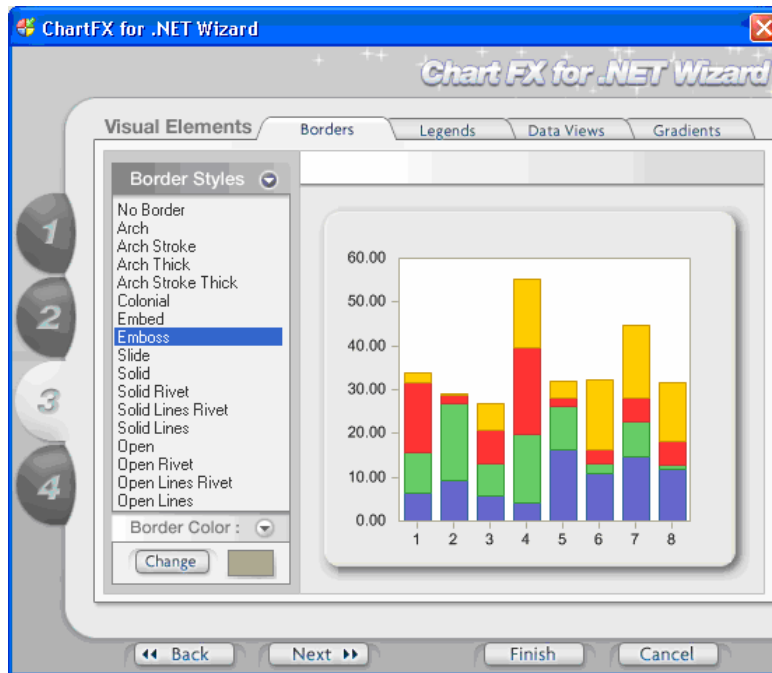 ChartFX for .NET Wizard
Chart FX for .NET Wizard
Visual Elements
Borders
Legends
Data Views
Gradients
Border Styles
No Border
Arch
Arch Stroke
Arch Thick
Arch Stroke Thick
Colonial
Embed
Emboss
Slide
Solid
Solid Rivet
Solid Lines Rivet
Solid Lines
Open
Open Rivet
Open Lines Rivet
Open Lines
Border Color :
Change
1
2
3
4
60.00
50.00
40.00
30.00
20.00
10.00
0.00
1 2 3 4 5 6 7 8
Back
Next
Finish
Cancel